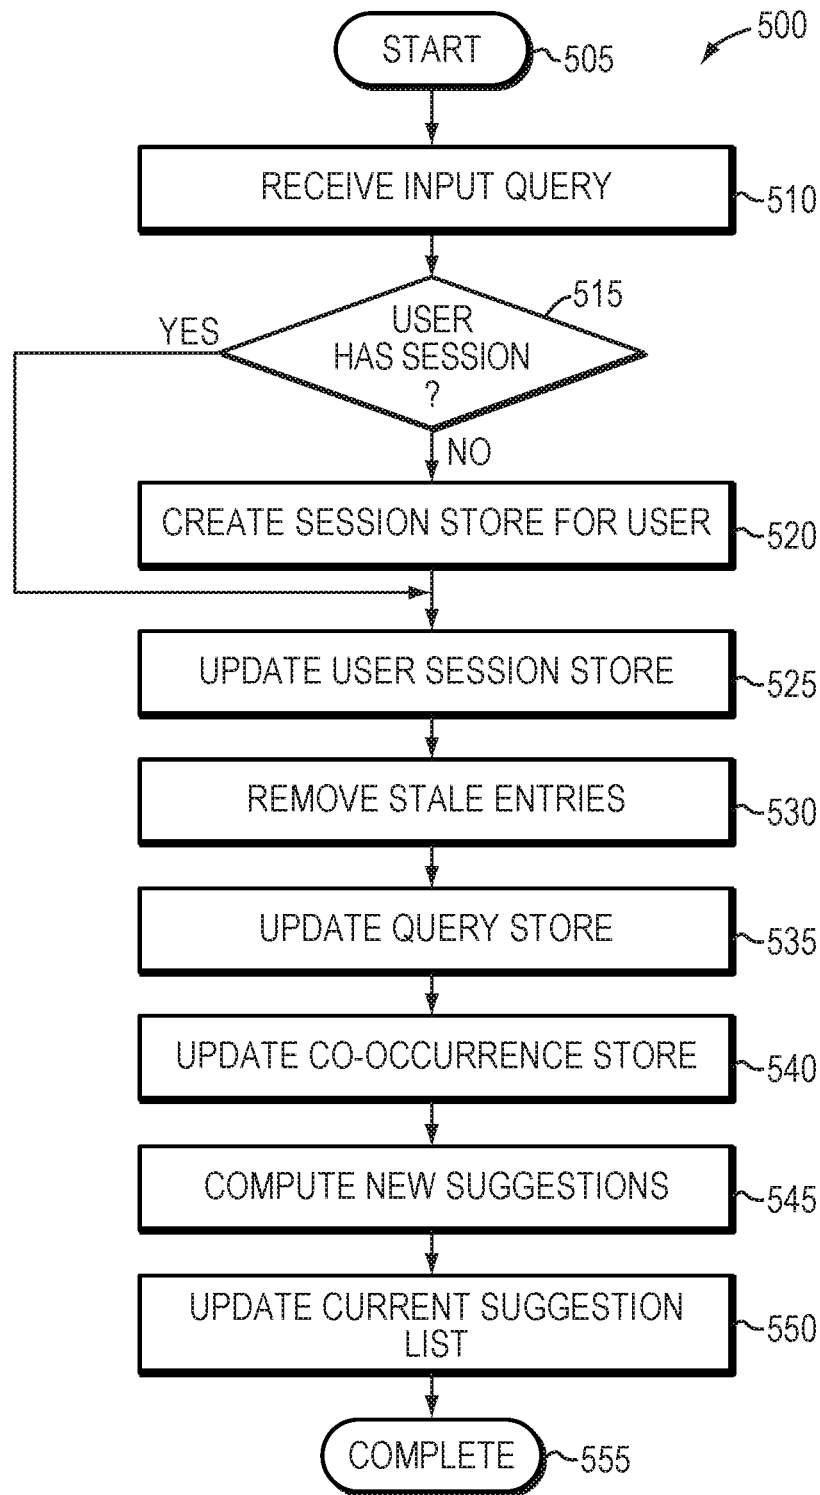 500
START
505
RECEIVE INPUT QUERY
510
515
USER
HAS SESSION
?
YES
NO
CREATE SESSION STORE FOR USER
520
UPDATE USER SESSION STORE
525
REMOVE STALE ENTRIES
530
UPDATE QUERY STORE
535
UPDATE CO-OCCURRENCE STORE
540
COMPUTE NEW SUGGESTIONS
545
UPDATE CURRENT SUGGESTION
LIST
550
COMPLETE
555